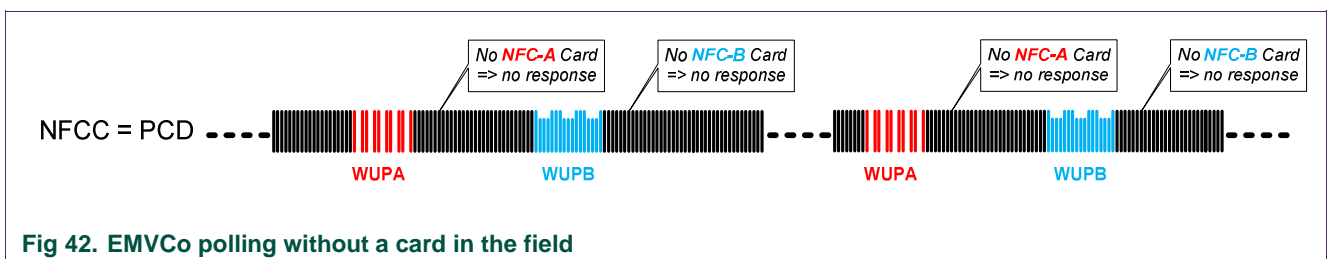 No NFC-A Card
=> no response
No NFC-B Card
=> no response
No NFC-A Card
=> no response
No NFC-B Card
=> no response
NFCC = PCD
WUPA
WUPB
WUPA
WUPB
Fig 42. EMVCo polling without a card in the field